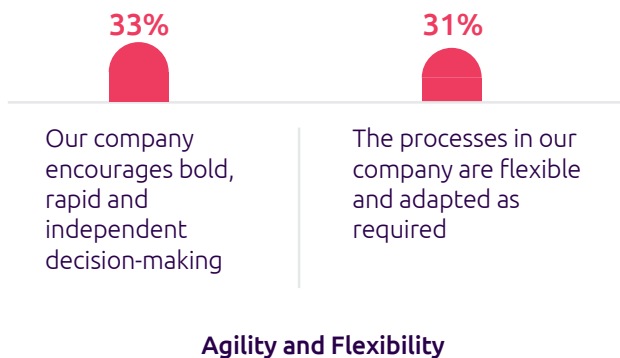 33%
31%
Our company
encourages bold,
rapid and
independent
decision-making
The processes in our
company are flexible
and adapted as
required
Agility and Flexibility